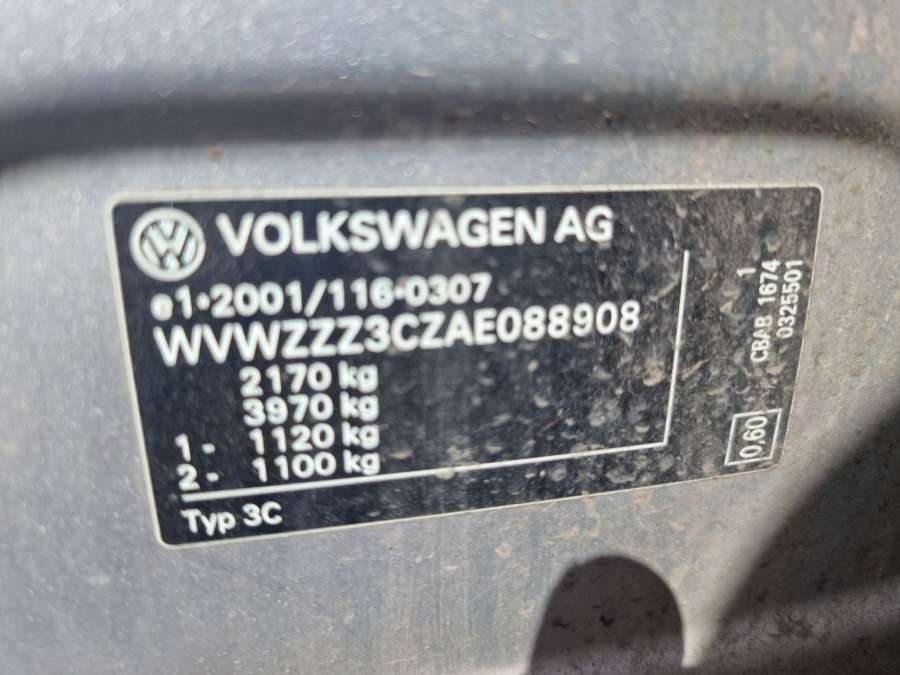 VOLKSWAGEN AG
e1*2001/116*0307
WVWZZZ3CZAE088908
2170 kg
3970 kg
1 - 1120 kg
2 - 1100 kg
Typ 3C
1
CBAB 1674
0325501
0,60